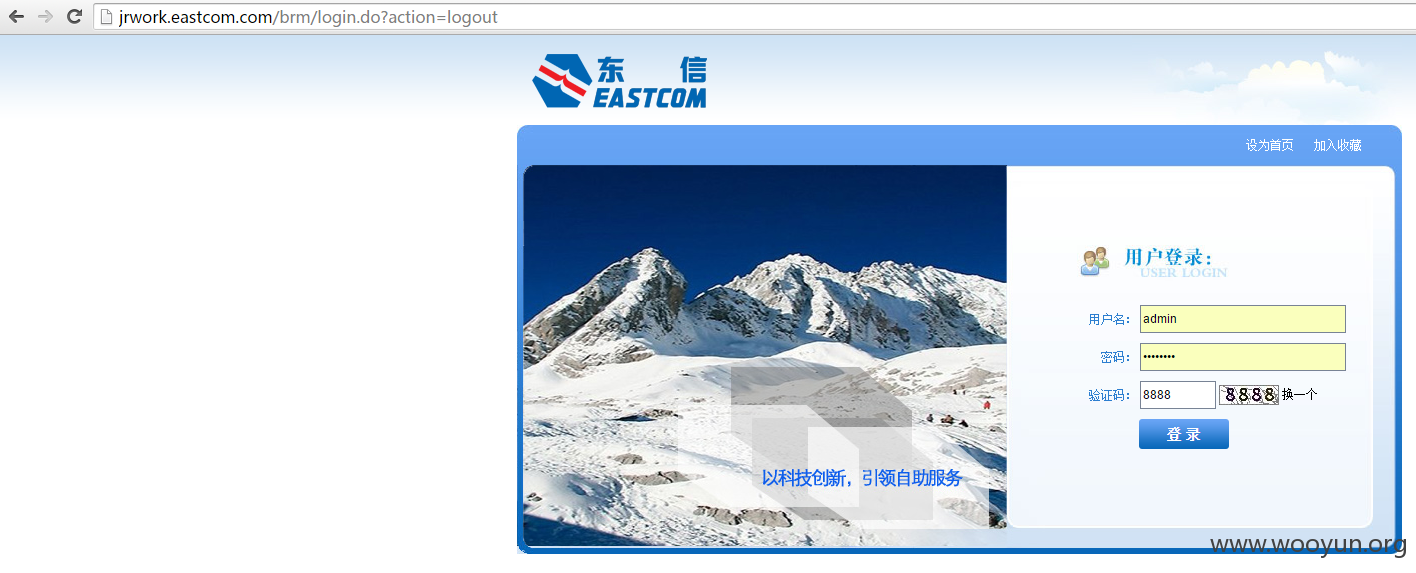 jrwork.eastcom.com/brm/login.do?action=logout
东 信
EASTCOM
设为首页 加入收藏
用户登录：
USER LOGIN
用户名： admin
密码： ••••••••
验证码： 8888 8888 换一个
登 录
以科技创新，引领自助服务
www.wooyun.org